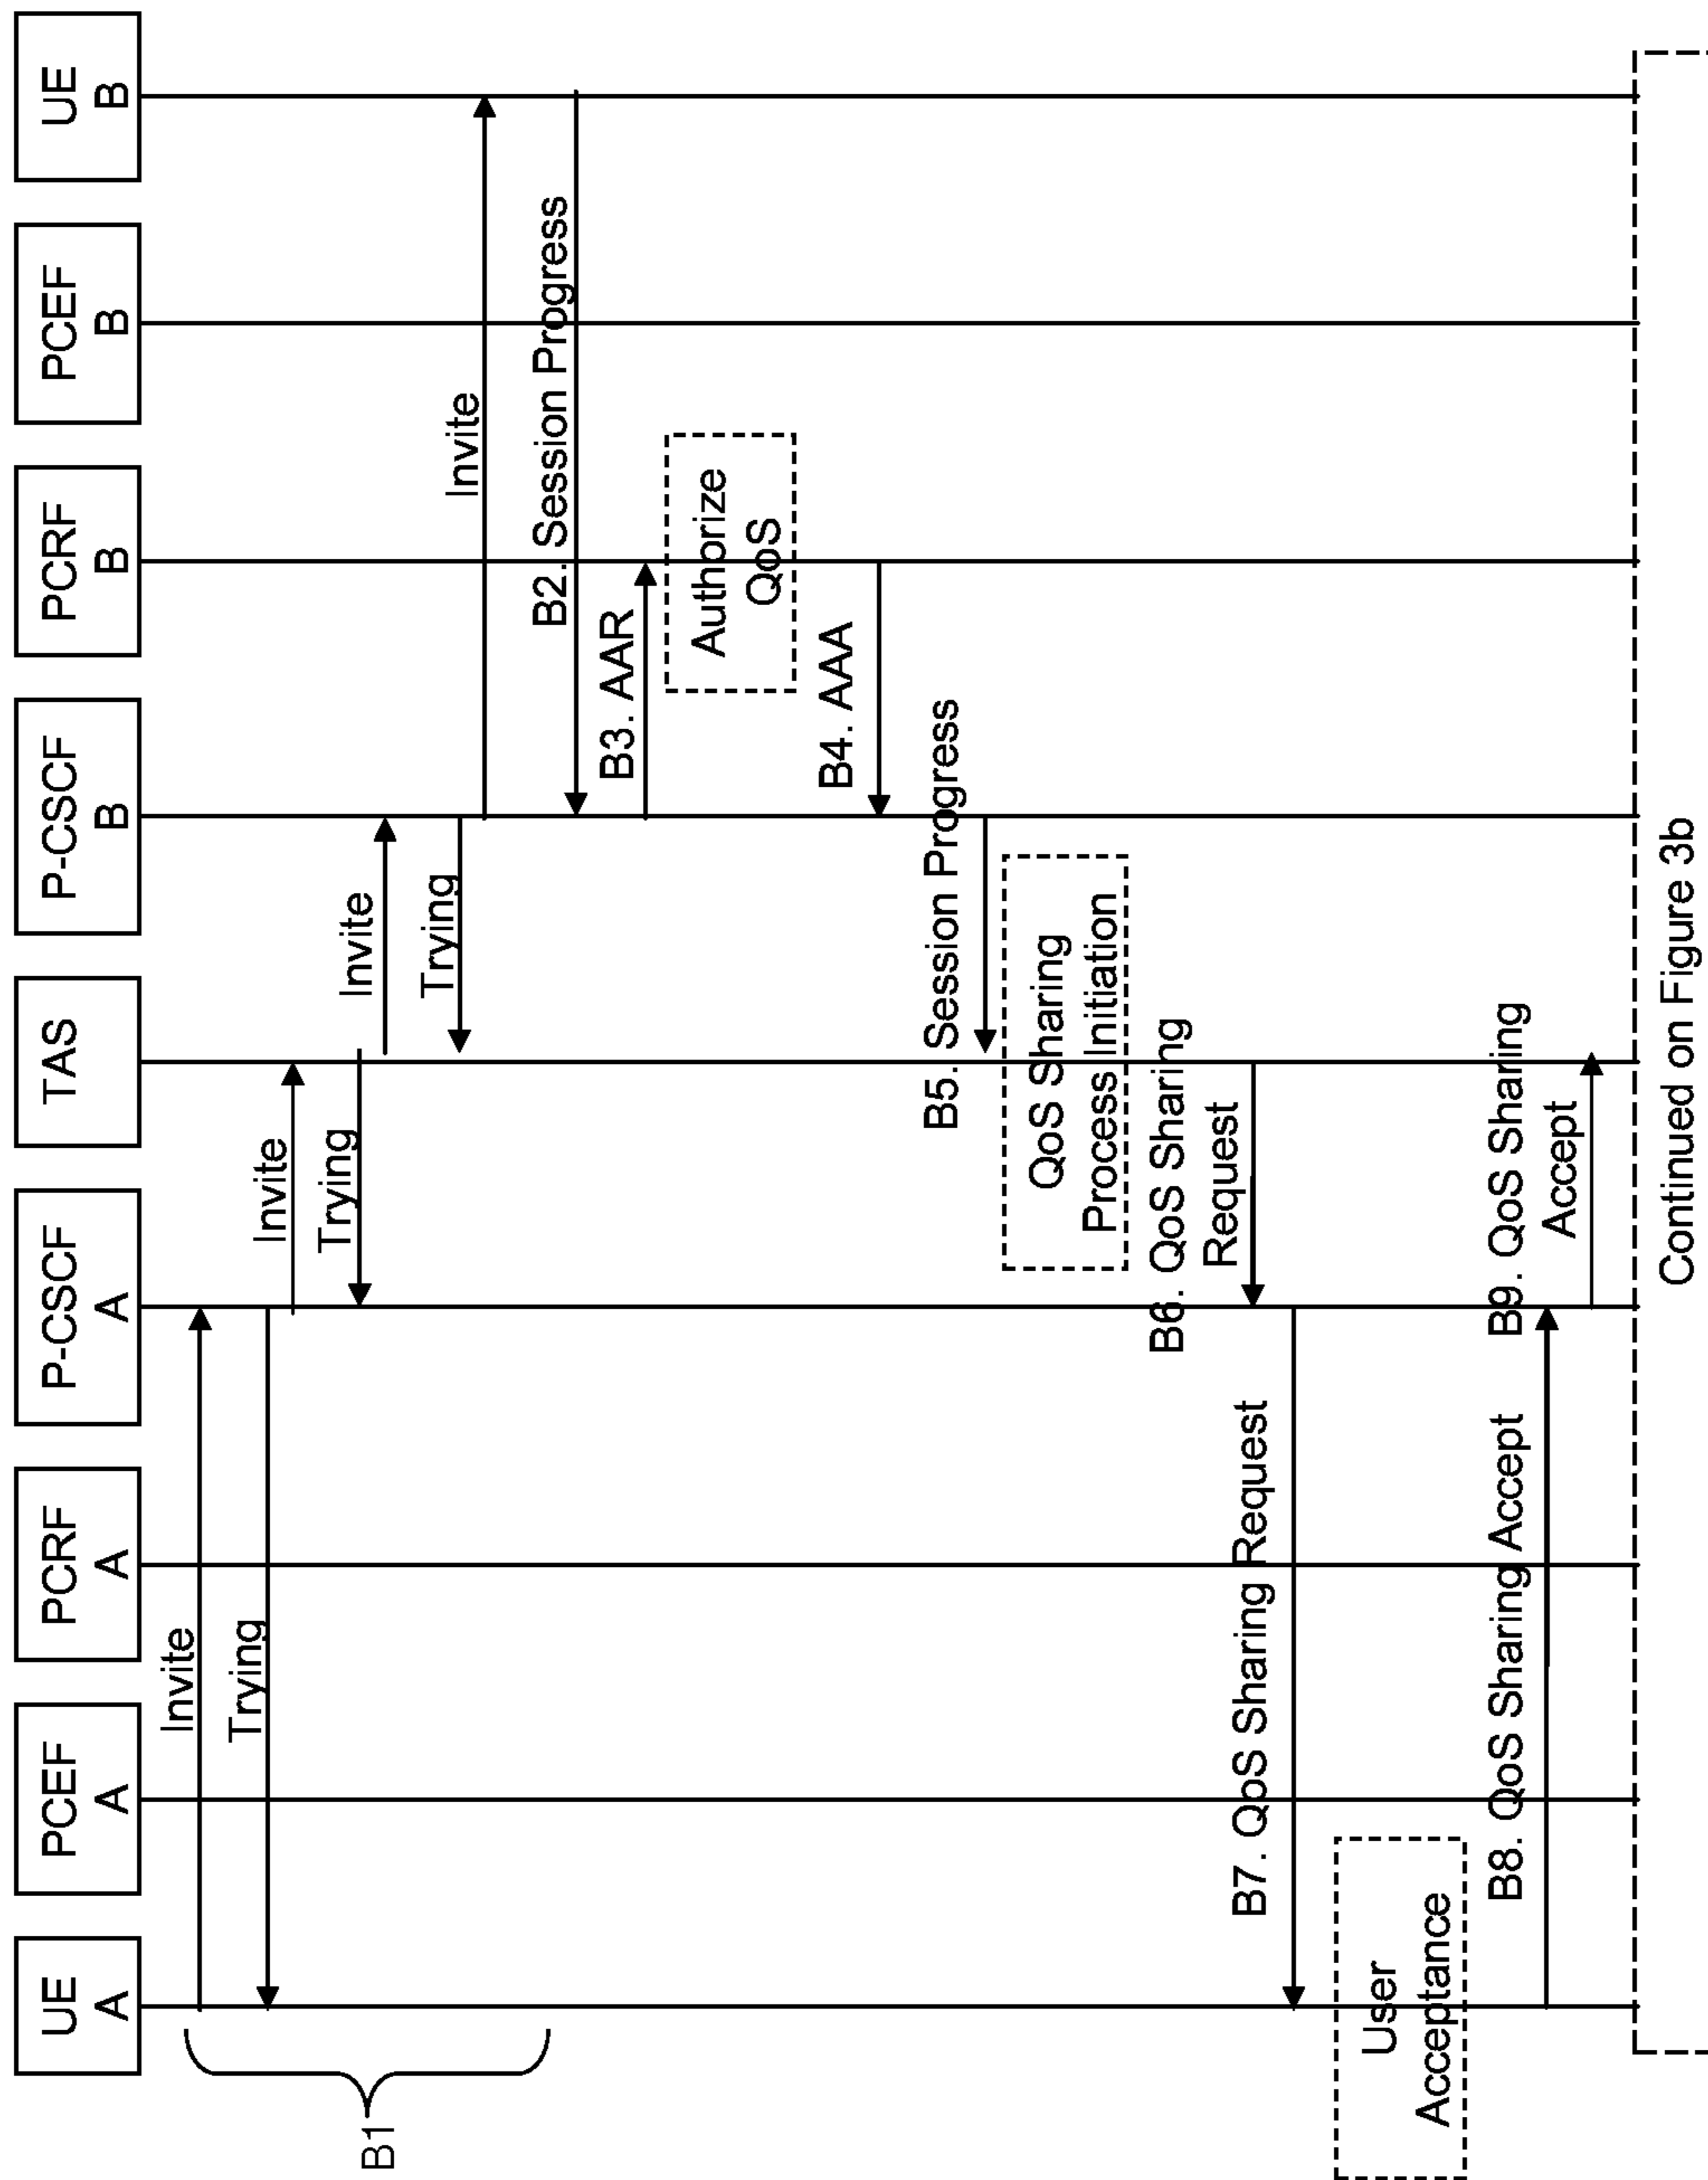 UE
A
PCEF
A
PCRF
A
P-CSCF
A
TAS
P-CSCF
B
PCRF
B
PCEF
B
UE
B
B1
Invite
Trying
Invite
Trying
Invite
Trying
Invite
B2. Session Progress
B3. AAR
Authorize
QoS
B4. AAA
B5. Session Progress
QoS Sharing
Process Initiation
B6. QoS Sharing
Request
B7. QoS Sharing Request
User
Acceptance
B8. QoS Sharing Accept
B9. QoS Sharing
Accept
Continued on Figure 3b